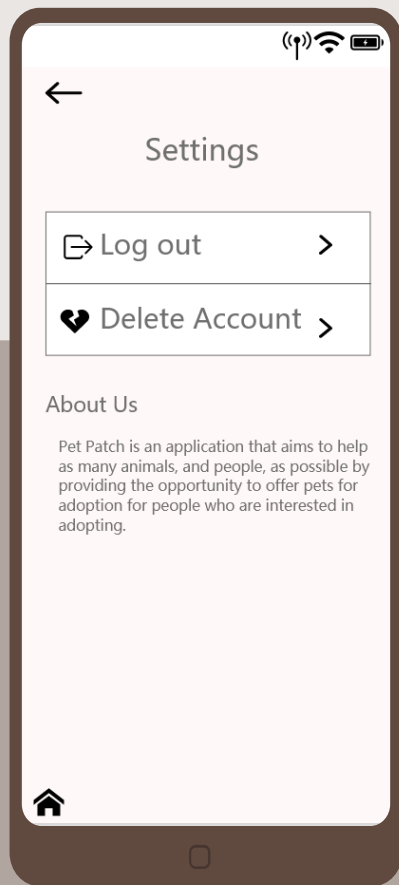 Settings
Log out
Delete Account
About Us
Pet Patch is an application that aims to help
as many animals, and people, as possible by
providing the opportunity to offer pets for
adoption for people who are interested in
adopting.